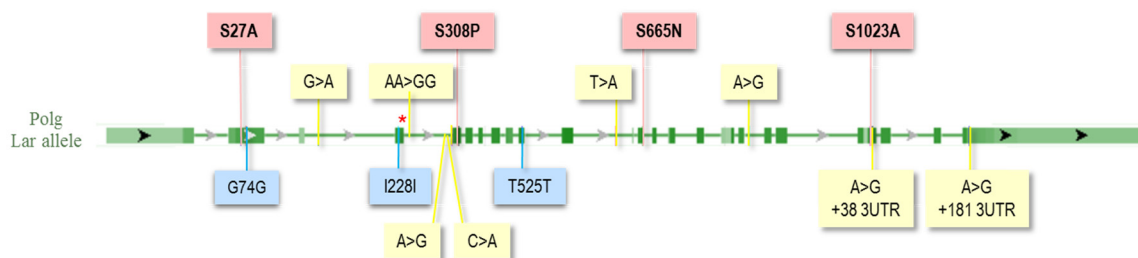 S27A
S308P
S665N
S1023A
G>A
AA>GG
T>A
A>G
*
Polg
Lar allele
G74G
I228I
T525T
A>G
+38 3UTR
A>G
+181 3UTR
A>G
C>A